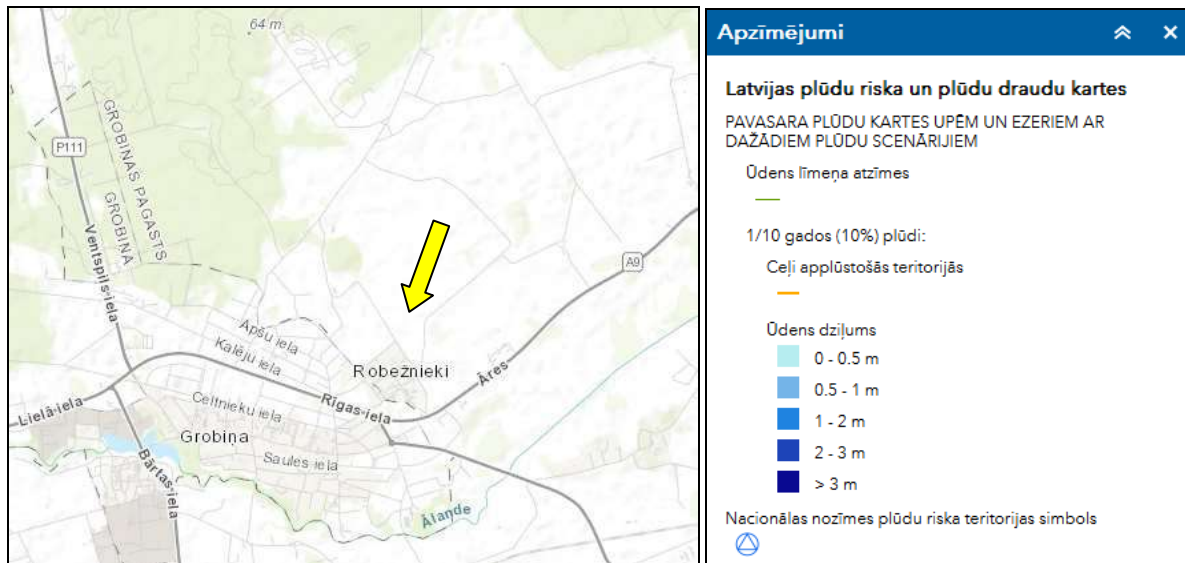 64 m
GROBIŅAS PAGASTS
GROBIŅA
P111
Ventspils iela
A9
Apšu iela
Kalēju iela
Robežnieki
Āres
Lielā iela
Celtnieku iela
Rīgas iela
Grobiņa
Saules iela
Bārtas iela
Ālande
Apzīmējumi
Latvijas plūdu riska un plūdu draudu kartes
PAVASARA PLŪDU KARTES UPĒM UN EZERIEM AR
DAŽĀDIEM PLŪDU SCENĀRIJIEM
Ūdens līmeņa atzīmes
1/10 gados (10%) plūdi:
Ceļi applūstošās teritorijās
Ūdens dziļums
0 - 0.5 m
0.5 - 1 m
1 - 2 m
2 - 3 m
> 3 m
Nacionālas nozīmes plūdu riska teritorijas simbols